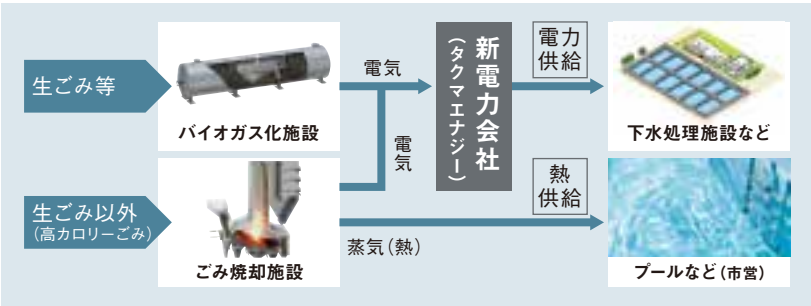 生ごみ等
バイオガス化施設
電気
電気
新電力会社
(タクマエナジー)
電力
供給
下水処理施設など
生ごみ以外
(高カロリーごみ)
ごみ焼却施設
蒸気(熱)
熱
供給
プールなど(市営)